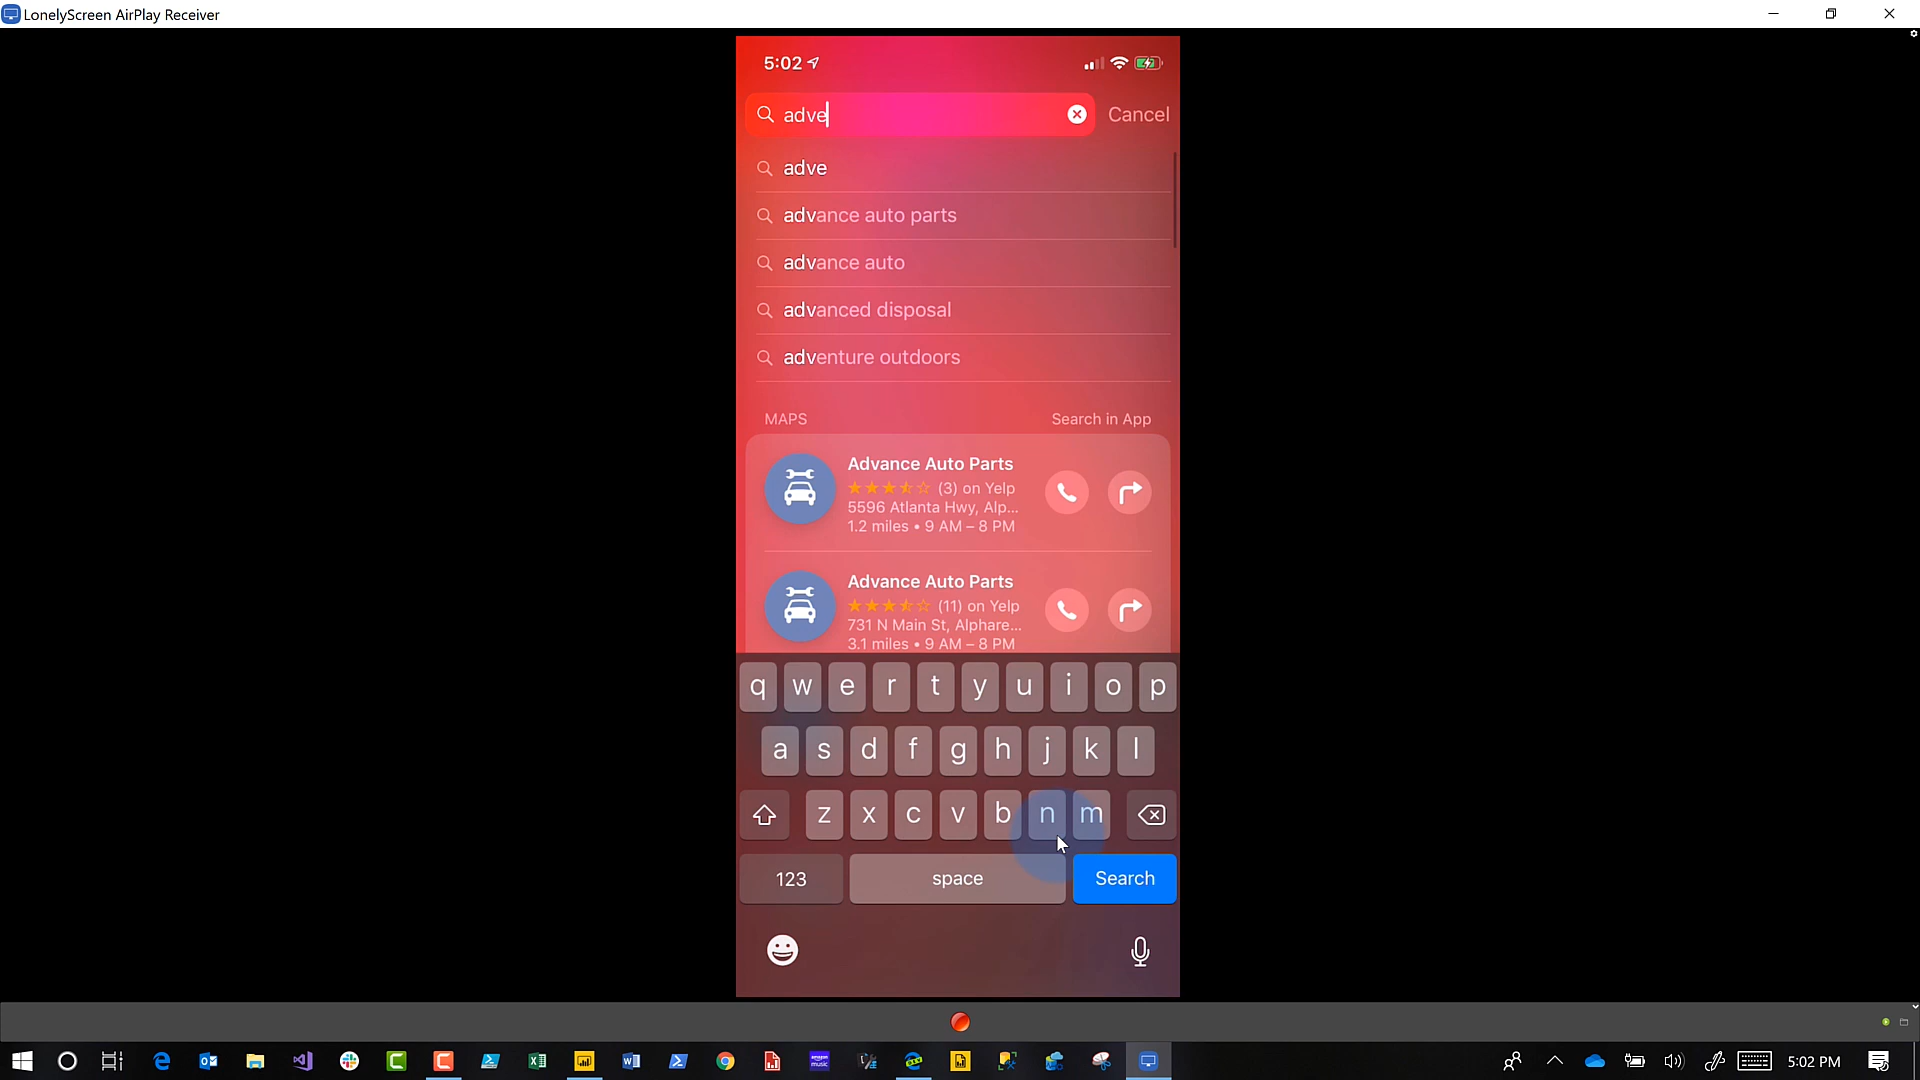 LonelyScreen AirPlay Receiver
5:02
adve
Cancel
adve
advance auto parts
advance auto
advanced disposal
adventure outdoors
MAPS
Search in App
Advance Auto Parts
(3) on Yelp
5596 Atlanta Hwy, Alp...
1.2 miles • 9 AM – 8 PM
Advance Auto Parts
(11) on Yelp
731 N Main St, Alphare...
3.1 miles • 9 AM – 8 PM
q w e r t y u i o p
a s d f g h j k l
z x c v b n m
123 space Search
5:02 PM